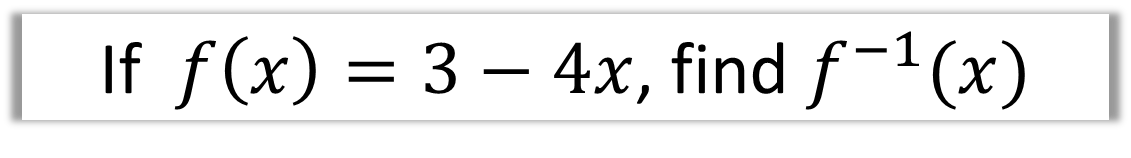 If f(x) = 3 − 4x, find f⁻¹(x)